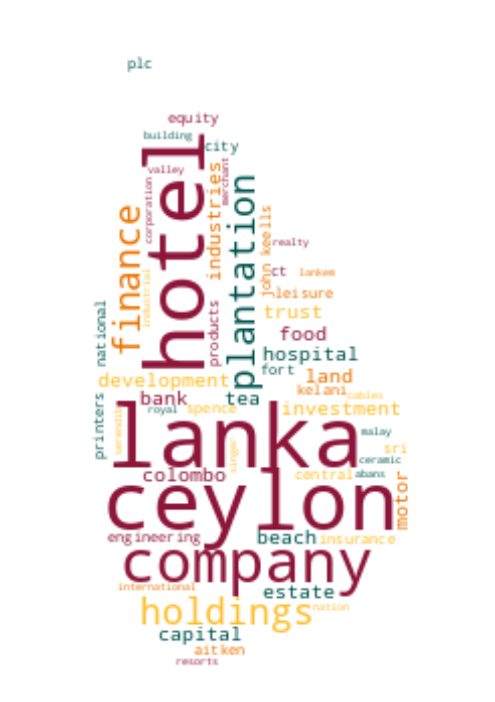 plc
equity
building
city
hotel
valley
merchant
corporation
industries
plantation
finance
john keells
realty
ct
lankem
industrial
leisure
national
products
trust
food
hospital
fort
development
land
kelani
cables
bank
tea
royal
spence
investment
printers
serendib
lanka
malay
singer
sri
ceramic
colombo
central
abans
motor
ceylon
engineering
beach
insurance
company
international
estate
holdings
nation
capital
aitken
resorts